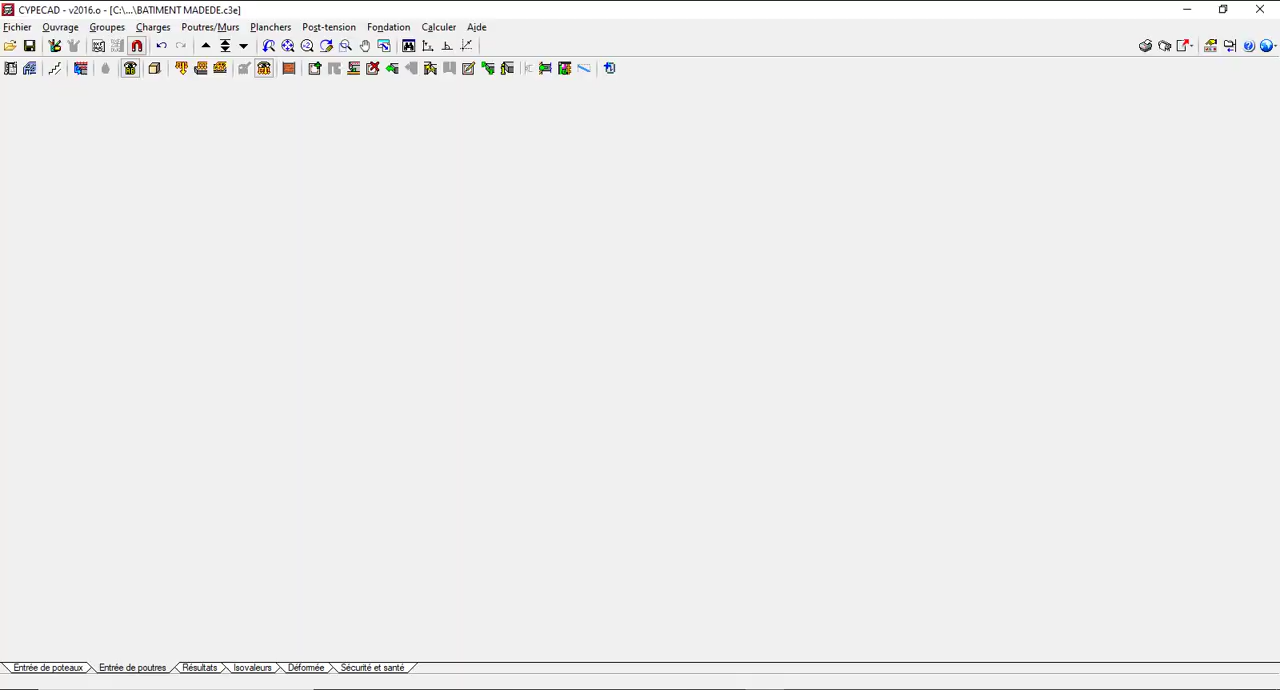 CYPECAD - v2016.o - [C:\...\BATIMENT MADEDE.c3e]
Fichier Ouvrage Groupes Charges Poutres/Murs Planchers Post-tension Fondation Calculer Aide
Entrée de poteaux Entrée de poutres Résultats Isovaleurs Déformée Sécurité et santé